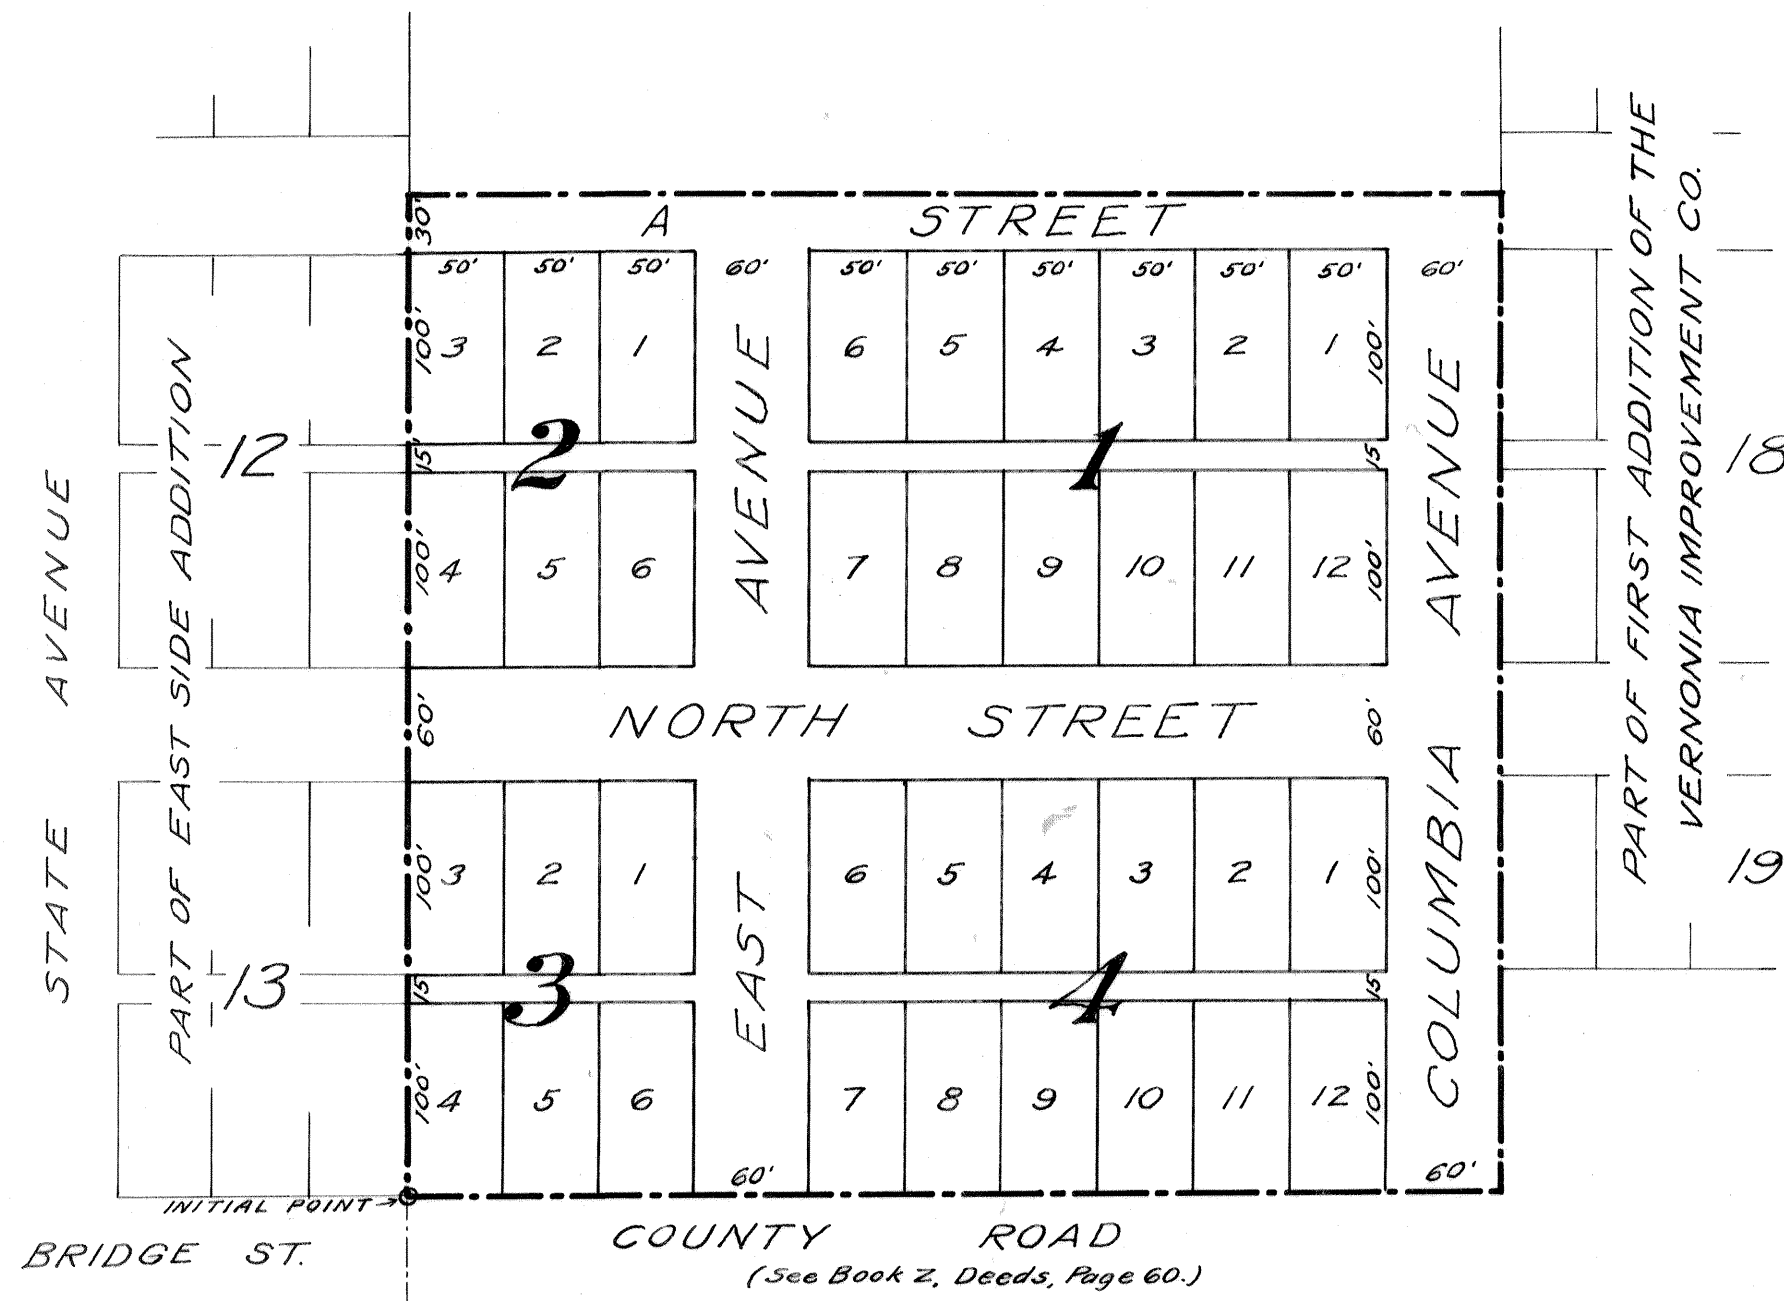 A STREET
30'
50' 50' 50' 60' 50' 50' 50' 50' 50' 50' 60'
100' 3 2 1 6 5 4 3 2 1 100'
12 15' 2 1 15' 18
100' 4 5 6 7 8 9 10 11 12 100'
60' NORTH STREET 60'
100' 3 2 1 6 5 4 3 2 1 100'
19
13 15' 3 4 15'
100' 4 5 6 7 8 9 10 11 12 100'
60' 60'
STATE AVENUE
PART OF EAST SIDE ADDITION
EAST AVENUE
COLUMBIA AVENUE
PART OF FIRST ADDITION OF THE
VERNONIA IMPROVEMENT CO.
INITIAL POINT
BRIDGE ST.
COUNTY ROAD
(See Book Z, Deeds, Page 60.)